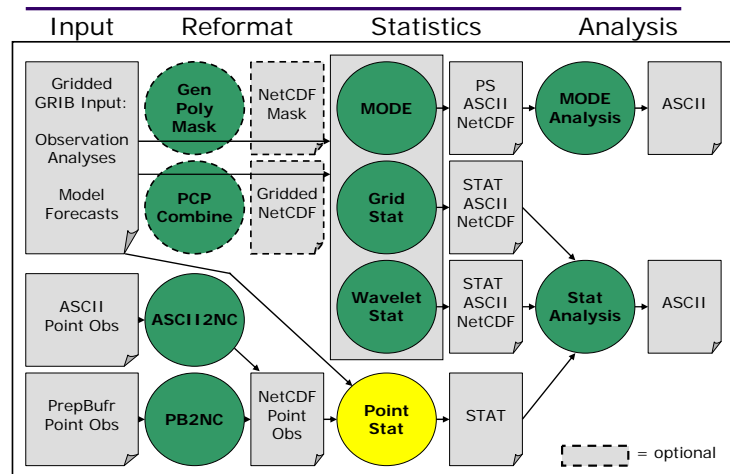 Input
Reformat
Statistics
Analysis
Gridded
GRIB Input:
Observation
Analyses
Model
Forecasts
Gen
Poly
Mask
NetCDF
Mask
MODE
PS
ASCII
NetCDF
MODE
Analysis
ASCII
PCP
Combine
Gridded
NetCDF
Grid
Stat
STAT
ASCII
NetCDF
Wavelet
Stat
STAT
ASCII
NetCDF
Stat
Analysis
ASCII
ASCII
Point Obs
ASCII2NC
PrepBufr
Point Obs
PB2NC
NetCDF
Point
Obs
Point
Stat
STAT
= optional